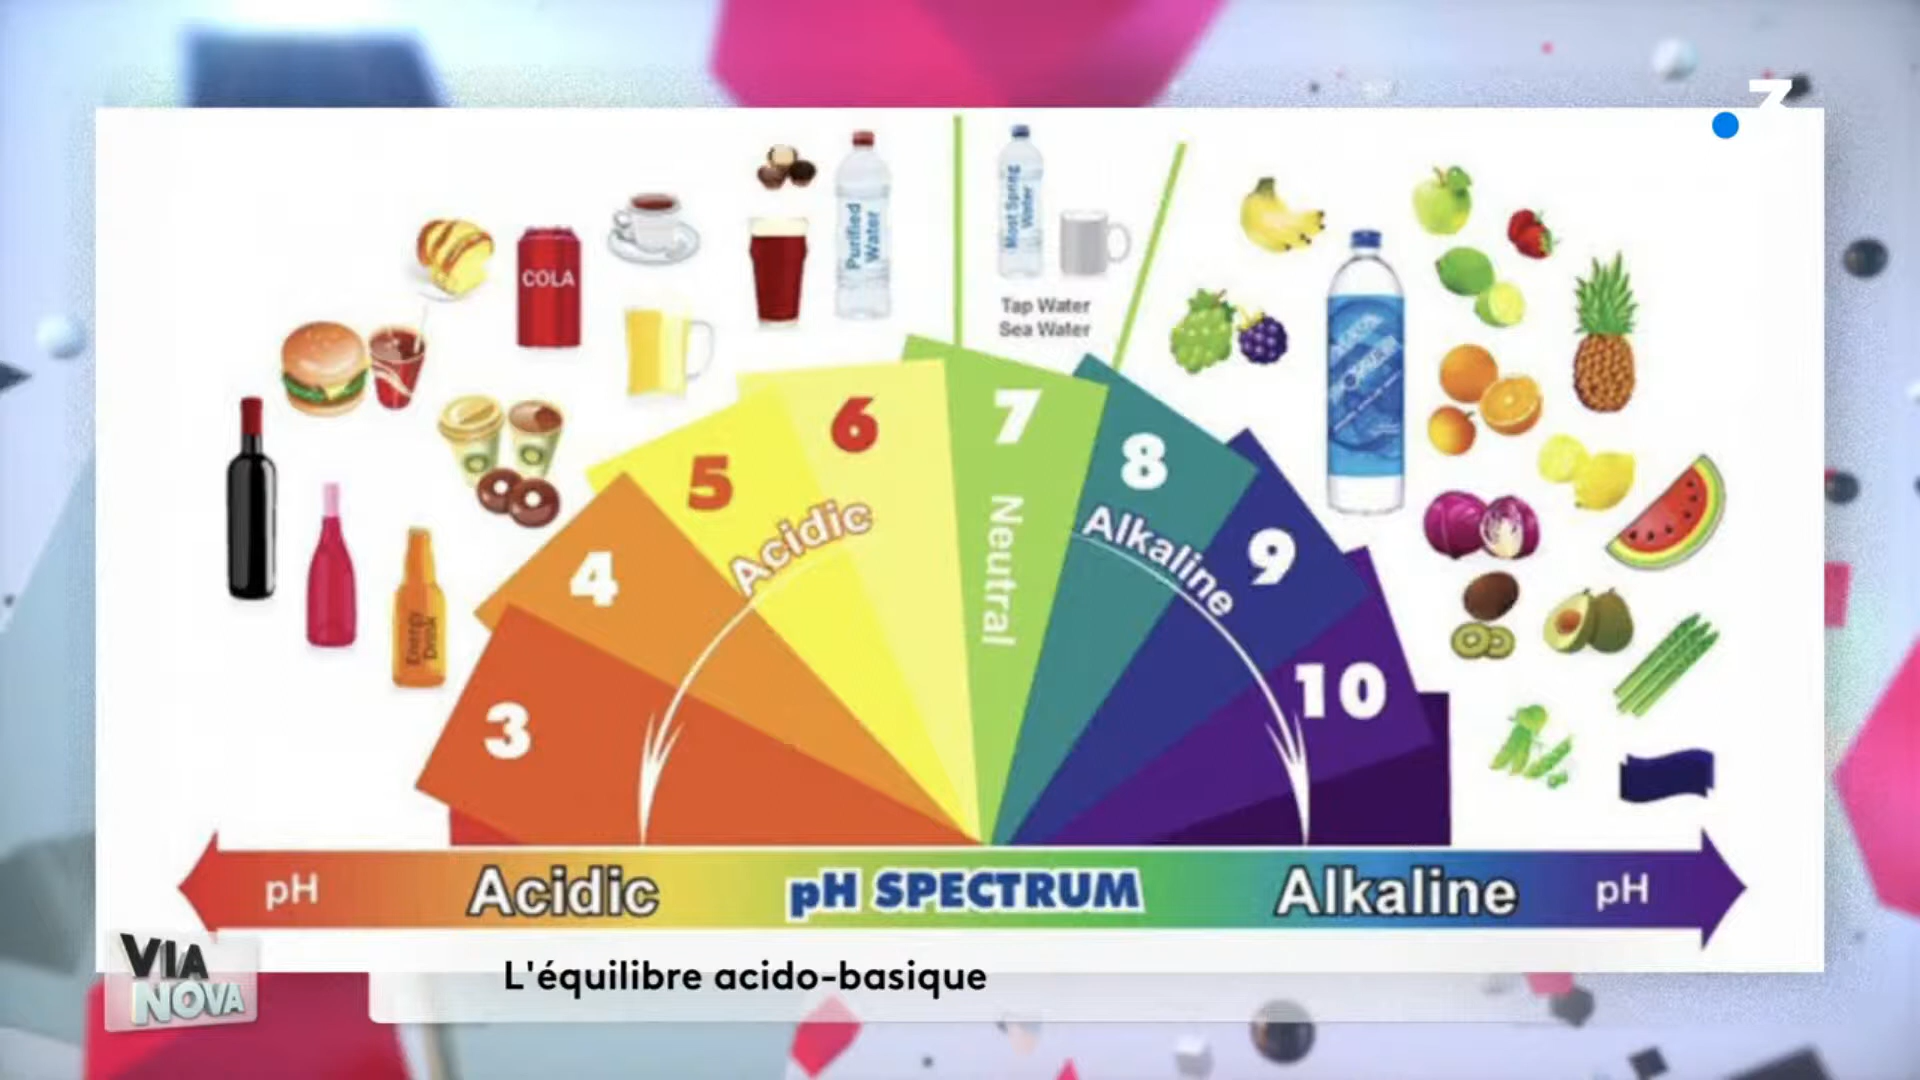 3
Purified
Water
Most Spring
Water
COLA
Tap Water
Sea Water
6
7
5
8
Acidic
Neutral
Alkaline
4
9
Energy
Drink
10
3
pH
Acidic
pH SPECTRUM
Alkaline
pH
VIA
NOVA
L'équilibre acido-basique